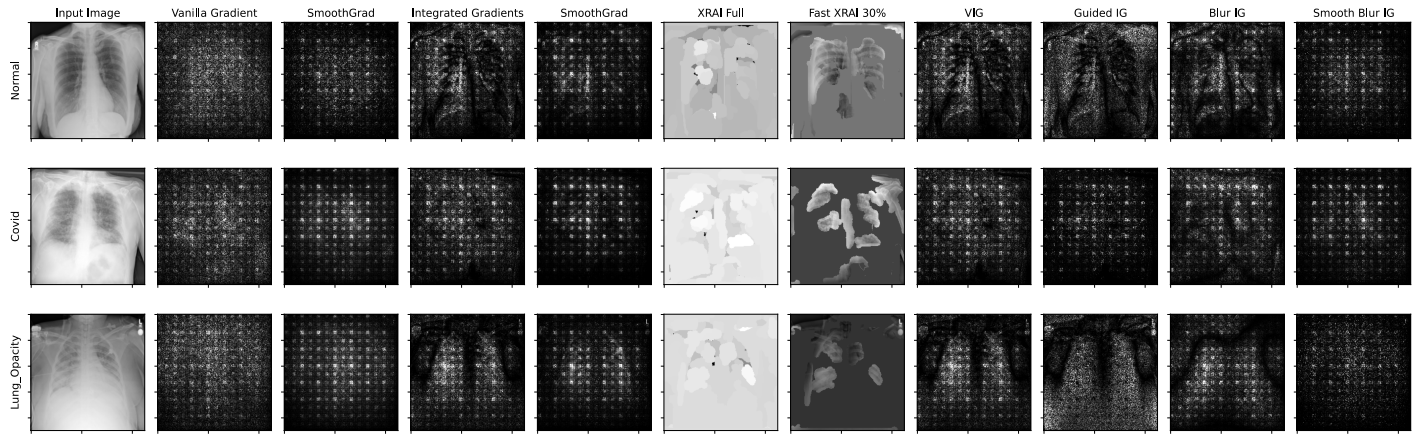 Input Image
Vanilla Gradient
SmoothGrad
Integrated Gradients
SmoothGrad
XRAI Full
Fast XRAI 30%
VIG
Guided IG
Blur IG
Smooth Blur IG
Normal
Covid
Lung_Opacity